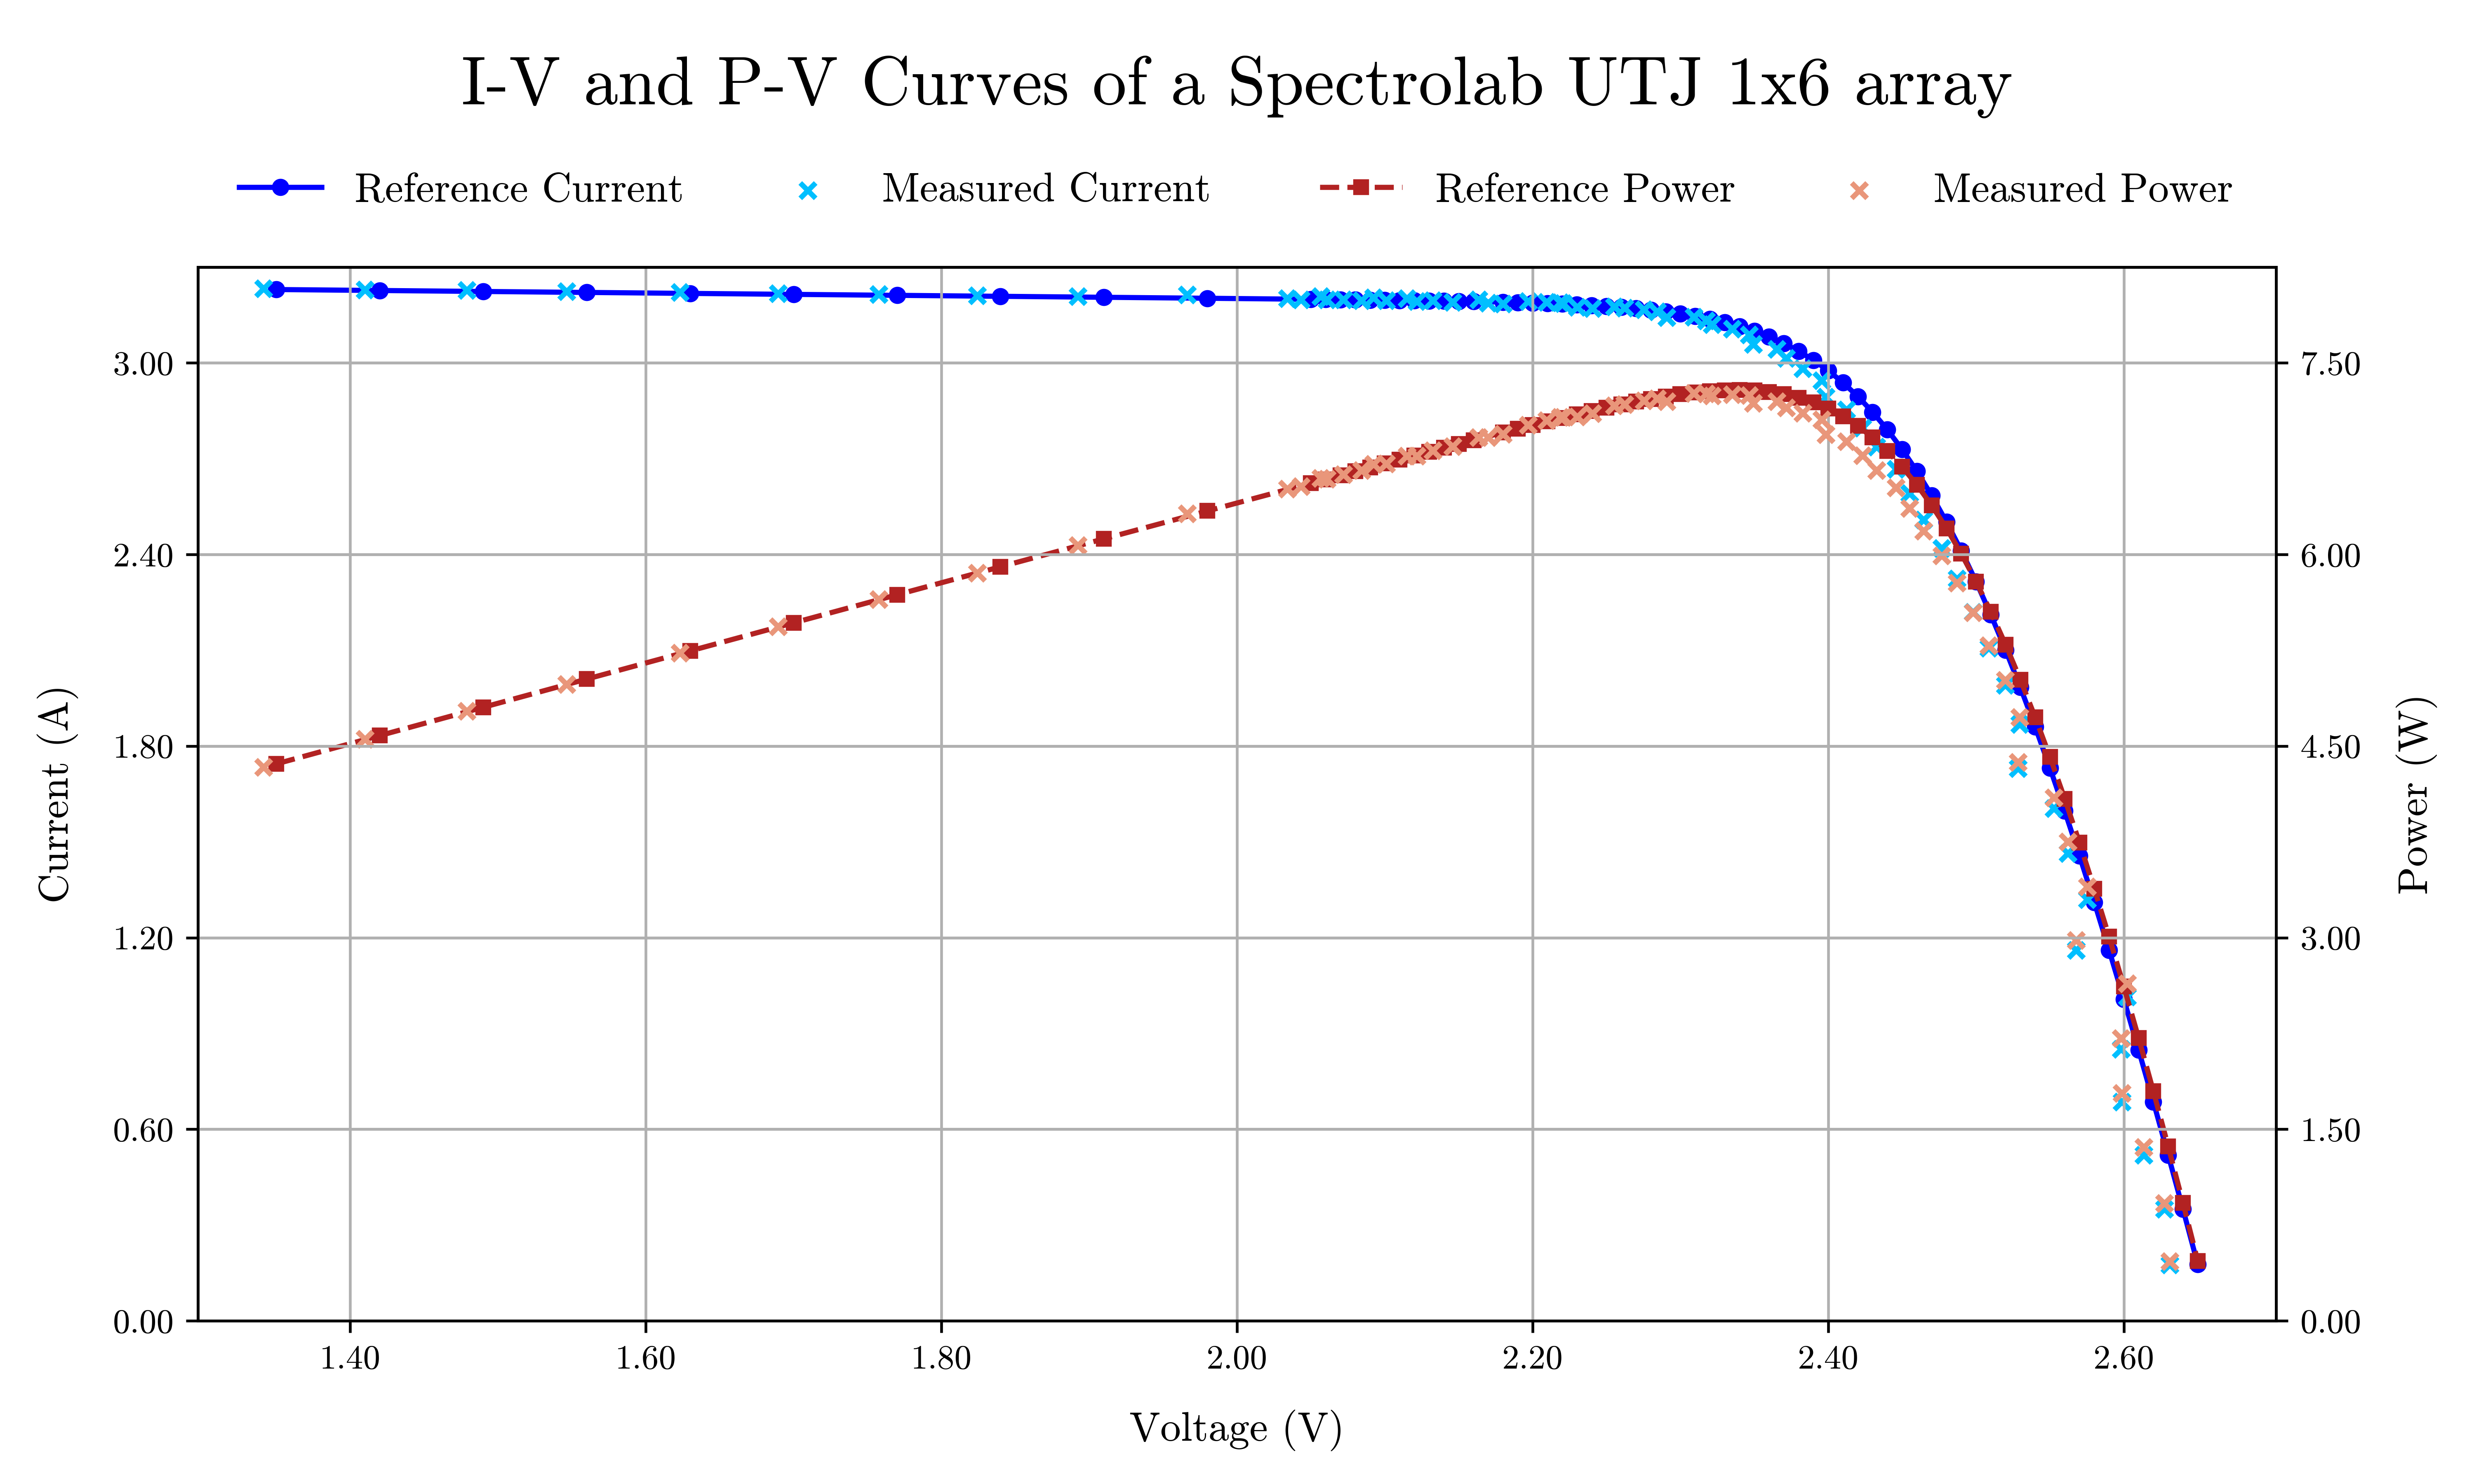 I-V and P-V Curves of a Spectrolab UTJ 1x6 array
Reference Current Measured Current Reference Power Measured Power
Current (A)
3.00
2.40
1.80
1.20
0.60
0.00
7.50
6.00
4.50
3.00
1.50
0.00
Power (W)
1.40 1.60 1.80 2.00 2.20 2.40 2.60
Voltage (V)